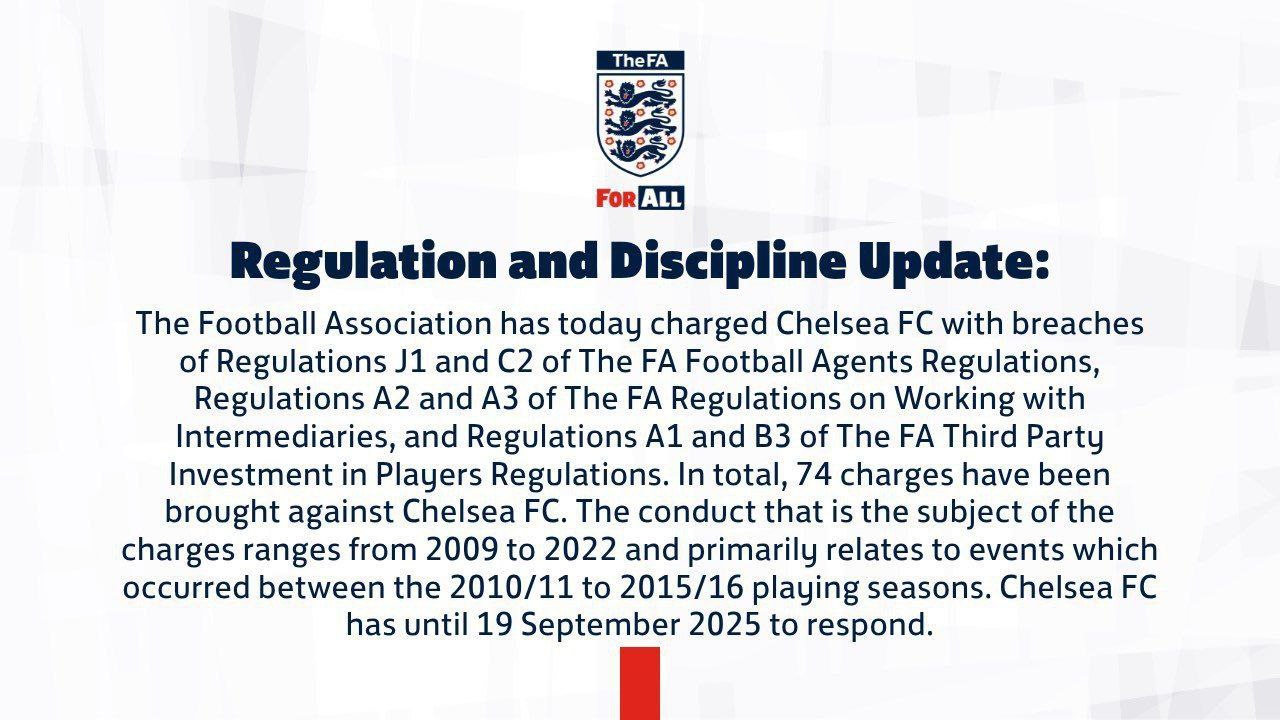 The FA
FOR ALL
Regulation and Discipline Update:
The Football Association has today charged Chelsea FC with breaches
of Regulations J1 and C2 of The FA Football Agents Regulations,
Regulations A2 and A3 of The FA Regulations on Working with
Intermediaries, and Regulations A1 and B3 of The FA Third Party
Investment in Players Regulations. In total, 74 charges have been
brought against Chelsea FC. The conduct that is the subject of the
charges ranges from 2009 to 2022 and primarily relates to events which
occurred between the 2010/11 to 2015/16 playing seasons. Chelsea FC
has until 19 September 2025 to respond.